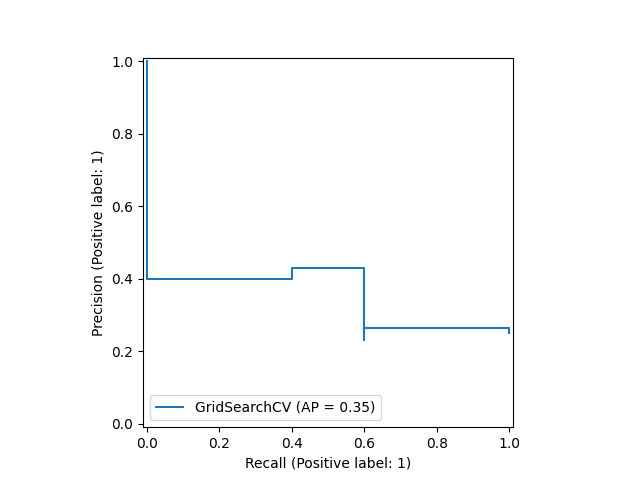 1.0
0.8
0.6
0.4
0.2
0.0
Precision (Positive label: 1)
GridSearchCV (AP = 0.35)
0.0 0.2 0.4 0.6 0.8 1.0
Recall (Positive label: 1)